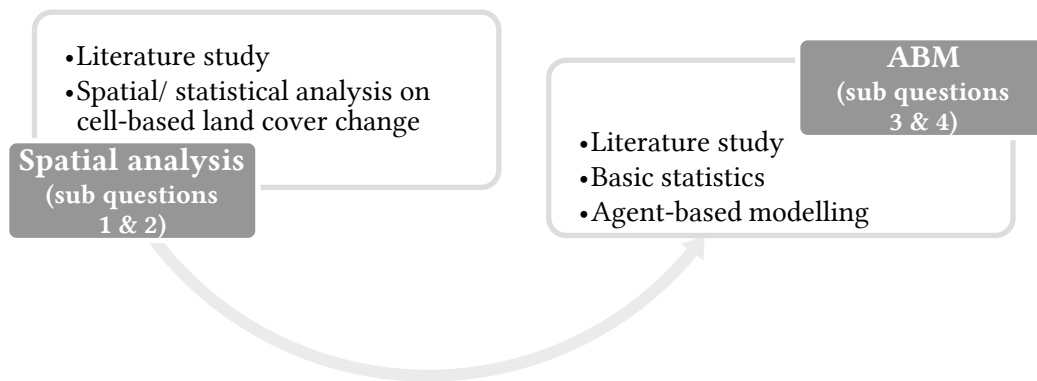 •Literature study
•Spatial/ statistical analysis on
cell-based land cover change
Spatial analysis
(sub questions
1 & 2)
ABM
(sub questions
3 & 4)
•Literature study
•Basic statistics
•Agent-based modelling